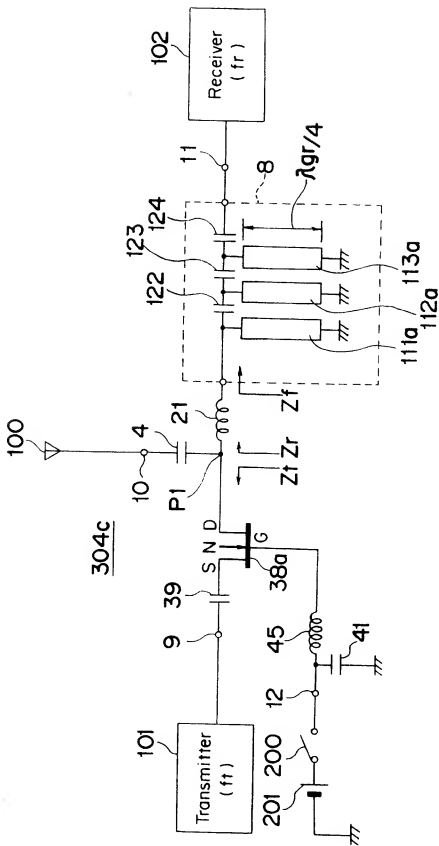 304c
100
10
4
P1
21
Zt
Zr
Zf
101
Transmitter
(ft)
9
39
S
N
D
G
38a
45
41
12
200
201
122
123
124
8
λgr/4
111a
112a
113a
11
102
Receiver
(fr)